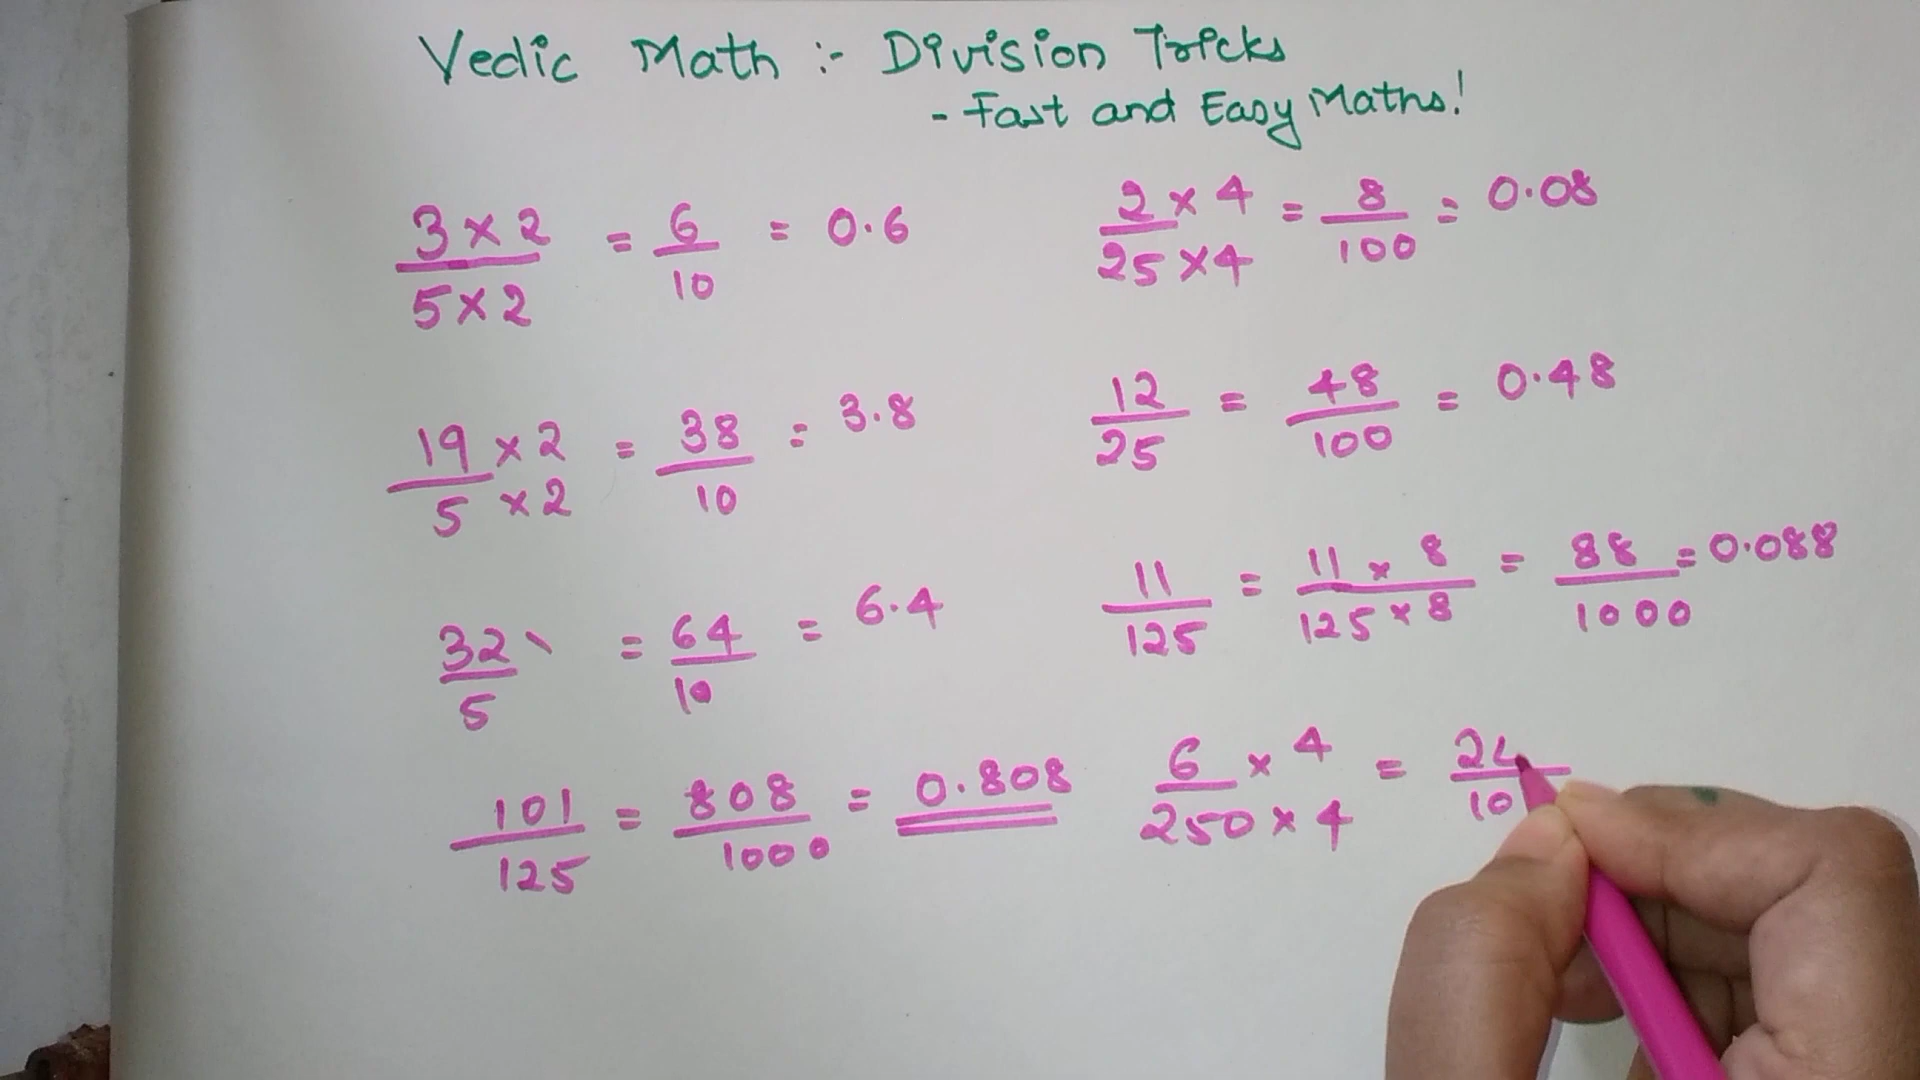 Vedic Math :- Division Tricks
- Fast and Easy Maths!
3 × 2 / 5 × 2 = 6/10 = 0.6
19 × 2 / 5 × 2 = 38/10 = 3.8
32/5 = 64/10 = 6.4
101/125 = 808/1000 = 0.808
2 × 4 / 25 × 4 = 8/100 = 0.08
12/25 = 48/100 = 0.48
11/125 = 11 × 8 / 125 × 8 = 88/1000 = 0.088
6 × 4 / 250 × 4 = 24/10